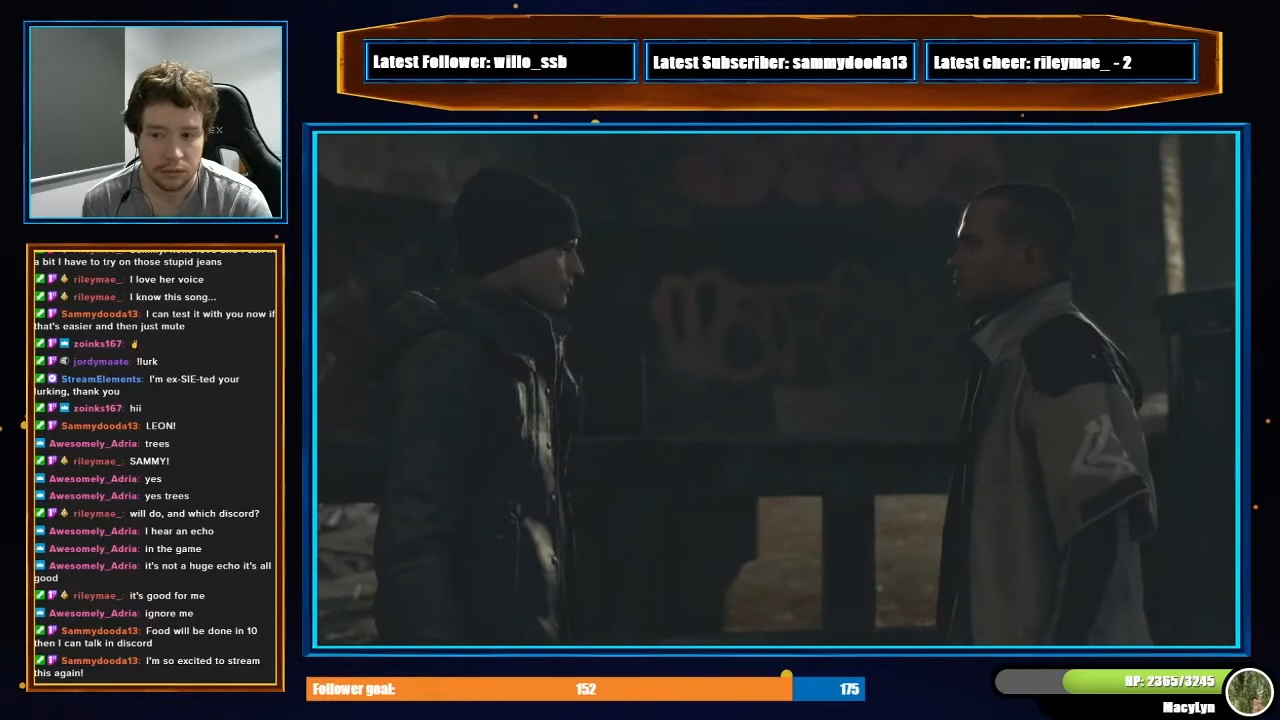 Latest Follower: willo_ssb
Latest Subscriber: sammydooda13
Latest cheer: rileymae_ - 2
EX
a bit I have to try on those stupid jeans
rileymae_: I love her voice
rileymae_: I know this song...
Sammydooda13: I can test it with you now if
that's easier and then just mute
zoinks167: ✌
jordymaate: !lurk
StreamElements: I'm ex-SIE-ted your
lurking, thank you
zoinks167: hii
Sammydooda13: LEON!
Awesomely_Adria: trees
rileymae_: SAMMY!
Awesomely_Adria: yes
Awesomely_Adria: yes trees
rileymae_: will do, and which discord?
Awesomely_Adria: I hear an echo
Awesomely_Adria: in the game
Awesomely_Adria: it's not a huge echo it's all
good
rileymae_: it's good for me
Awesomely_Adria: ignore me
Sammydooda13: Food will be done in 10
then I can talk in discord
Sammydooda13: I'm so excited to stream
this again!
Follower goal: 152 175
HP: 2365/3245
MacyLyn